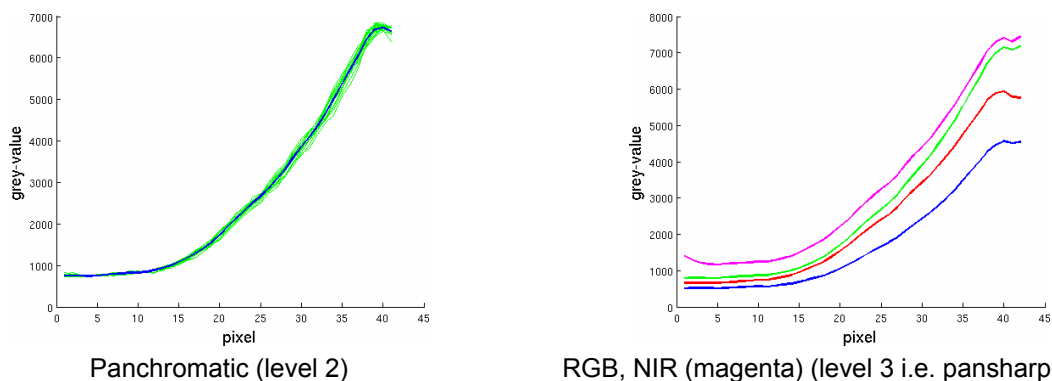 7000
6000
5000
4000
3000
2000
1000
0
grey-value
0 5 10 15 20 25 30 35 40 45
pixel
Panchromatic (level 2)
8000
7000
6000
5000
4000
3000
2000
1000
0
grey-value
0 5 10 15 20 25 30 35 40 45
pixel
RGB, NIR (magenta) (level 3 i.e. pansharp